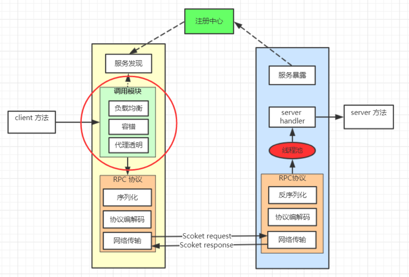 注册中心
服务发现
服务暴露
调用模块
负载均衡
容错
代理透明
client 方法
server
handler
server 方法
线程池
RPC 协议
序列化
协议编解码
网络传输
RPC协议
反序列化
协议编解码
网络传输
Scoket request
Scoket response